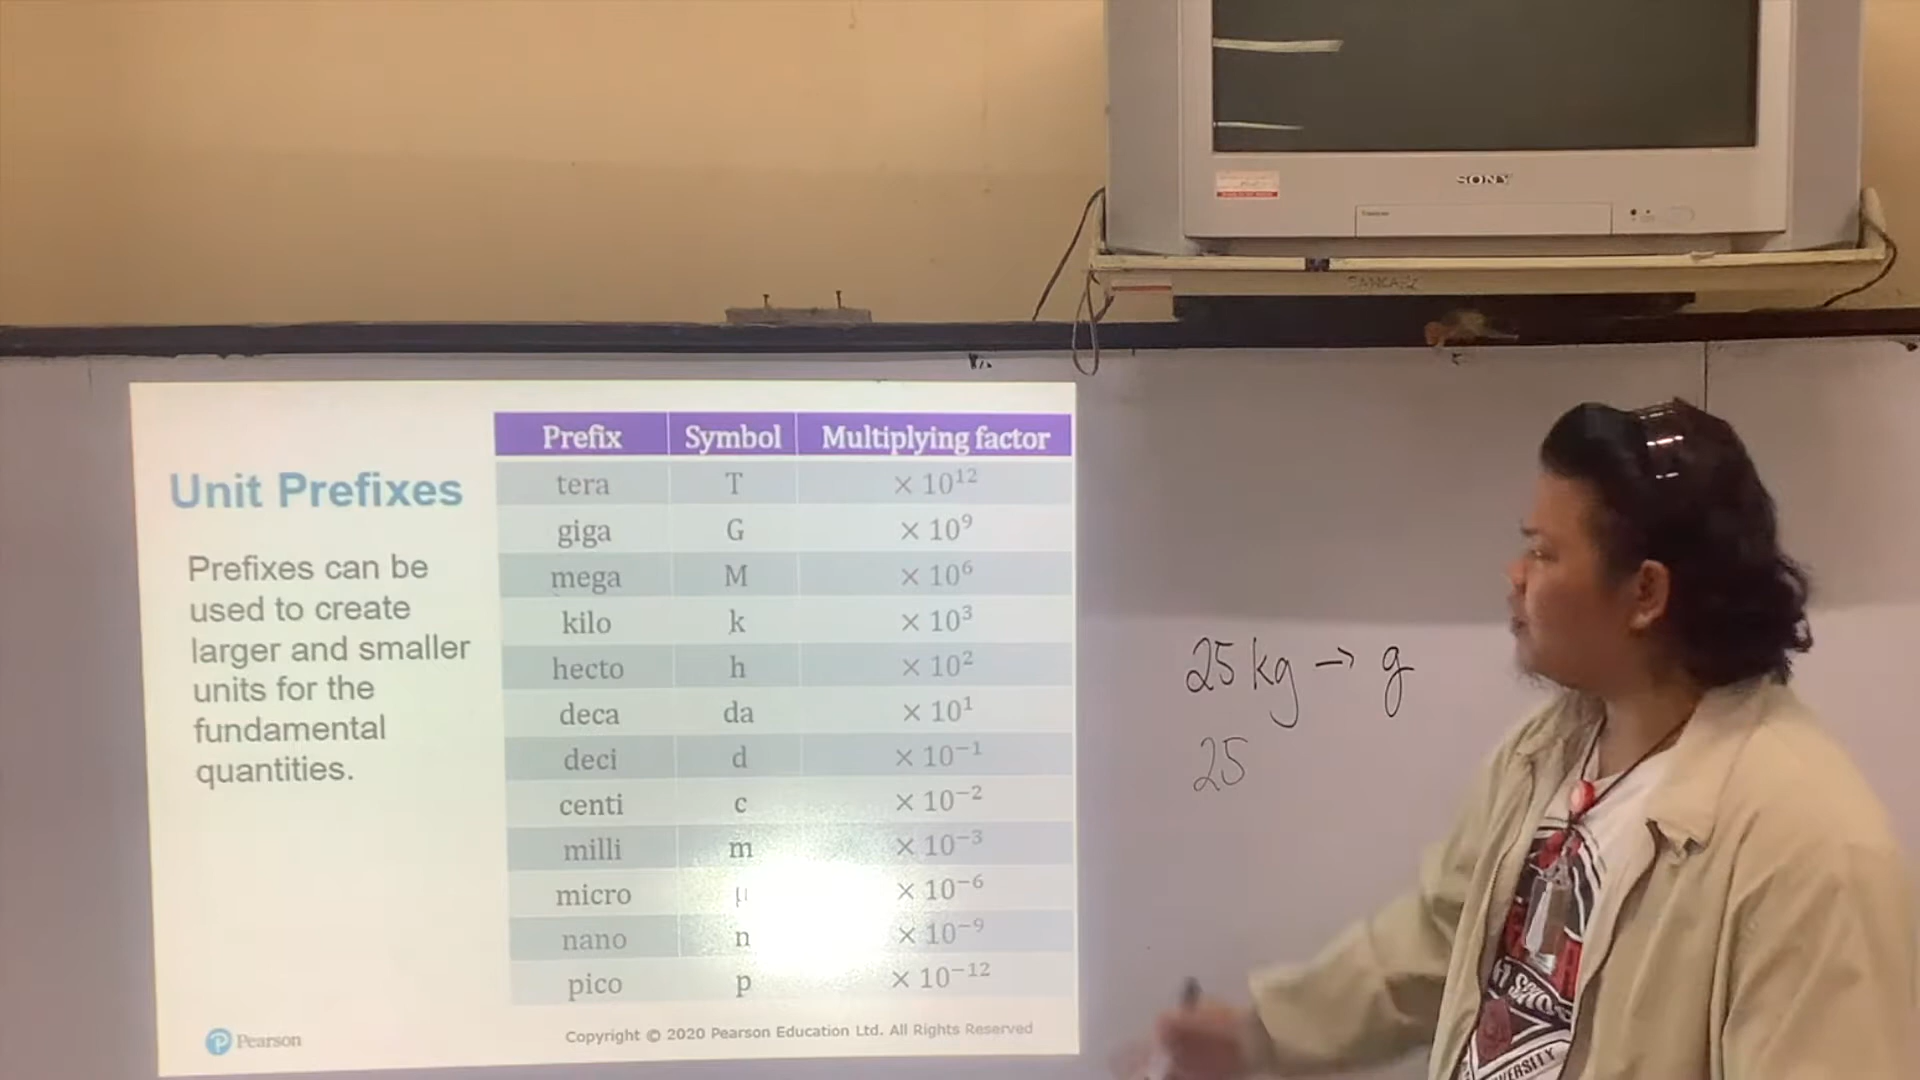 SONY
Unit Prefixes
Prefixes can be
used to create
larger and smaller
units for the
fundamental
quantities.
Prefix Symbol Multiplying factor
tera T × 10¹²
giga G × 10⁹
mega M × 10⁶
kilo k × 10³
hecto h × 10²
deca da × 10¹
deci d × 10⁻¹
centi c × 10⁻²
milli m × 10⁻³
micro μ × 10⁻⁶
nano n × 10⁻⁹
pico p × 10⁻¹²
Pearson
Copyright © 2020 Pearson Education Ltd. All Rights Reserved
25 kg → g
25